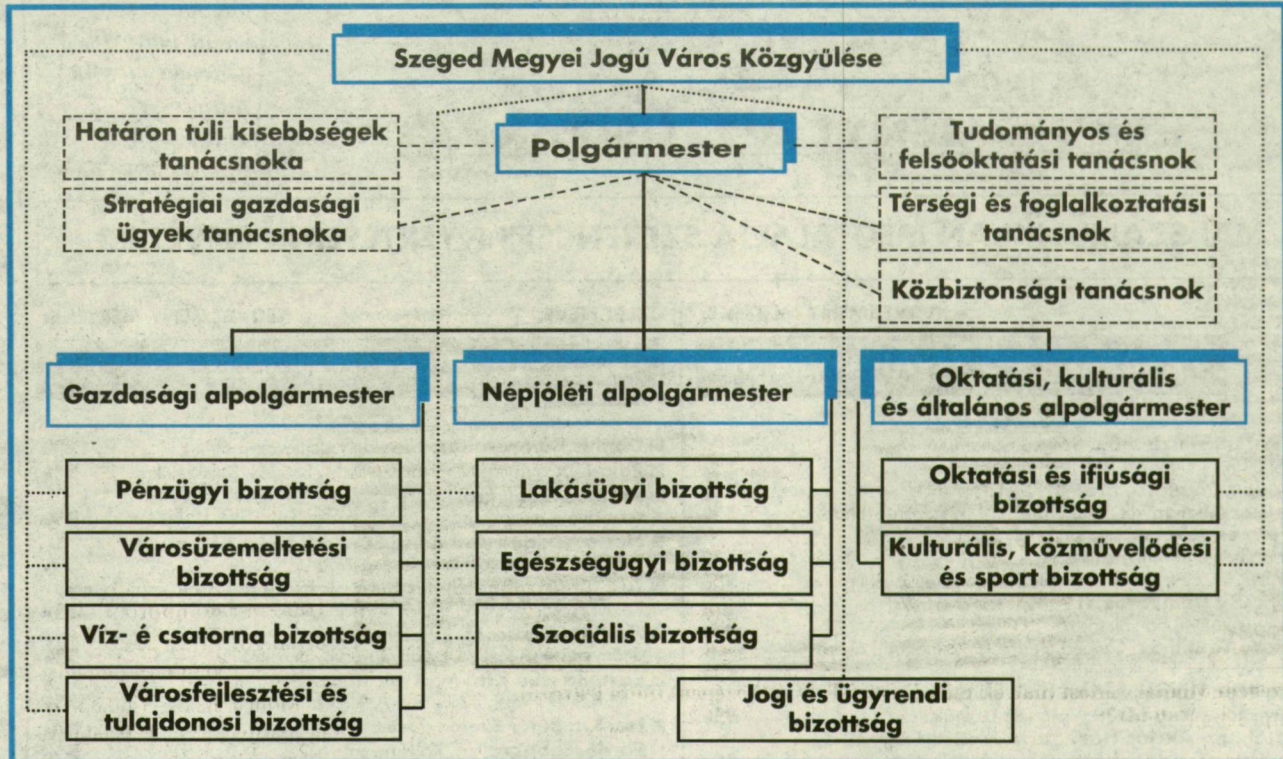 Szeged Megyei Jogú Város Közgyűlése
Polgármester
Határon túli kisebbségek
tanácsnoka
Stratégiai gazdasági
ügyek tanácsnoka
Tudományos és
felsőoktatási tanácsnok
Térségi és foglalkoztatási
tanácsnok
Közbiztonsági tanácsnok
Gazdasági alpolgármester
Népjóléti alpolgármester
Oktatási, kulturális
és általános alpolgármester
Pénzügyi bizottság
Városüzemeltetési
bizottság
Víz- é csatorna bizottság
Városfejlesztési és
tulajdonosi bizottság
Lakásügyi bizottság
Egészségügyi bizottság
Szociális bizottság
Oktatási és ifjúsági
bizottság
Kulturális, közművelődési
és sport bizottság
Jogi és ügyrendi
bizottság